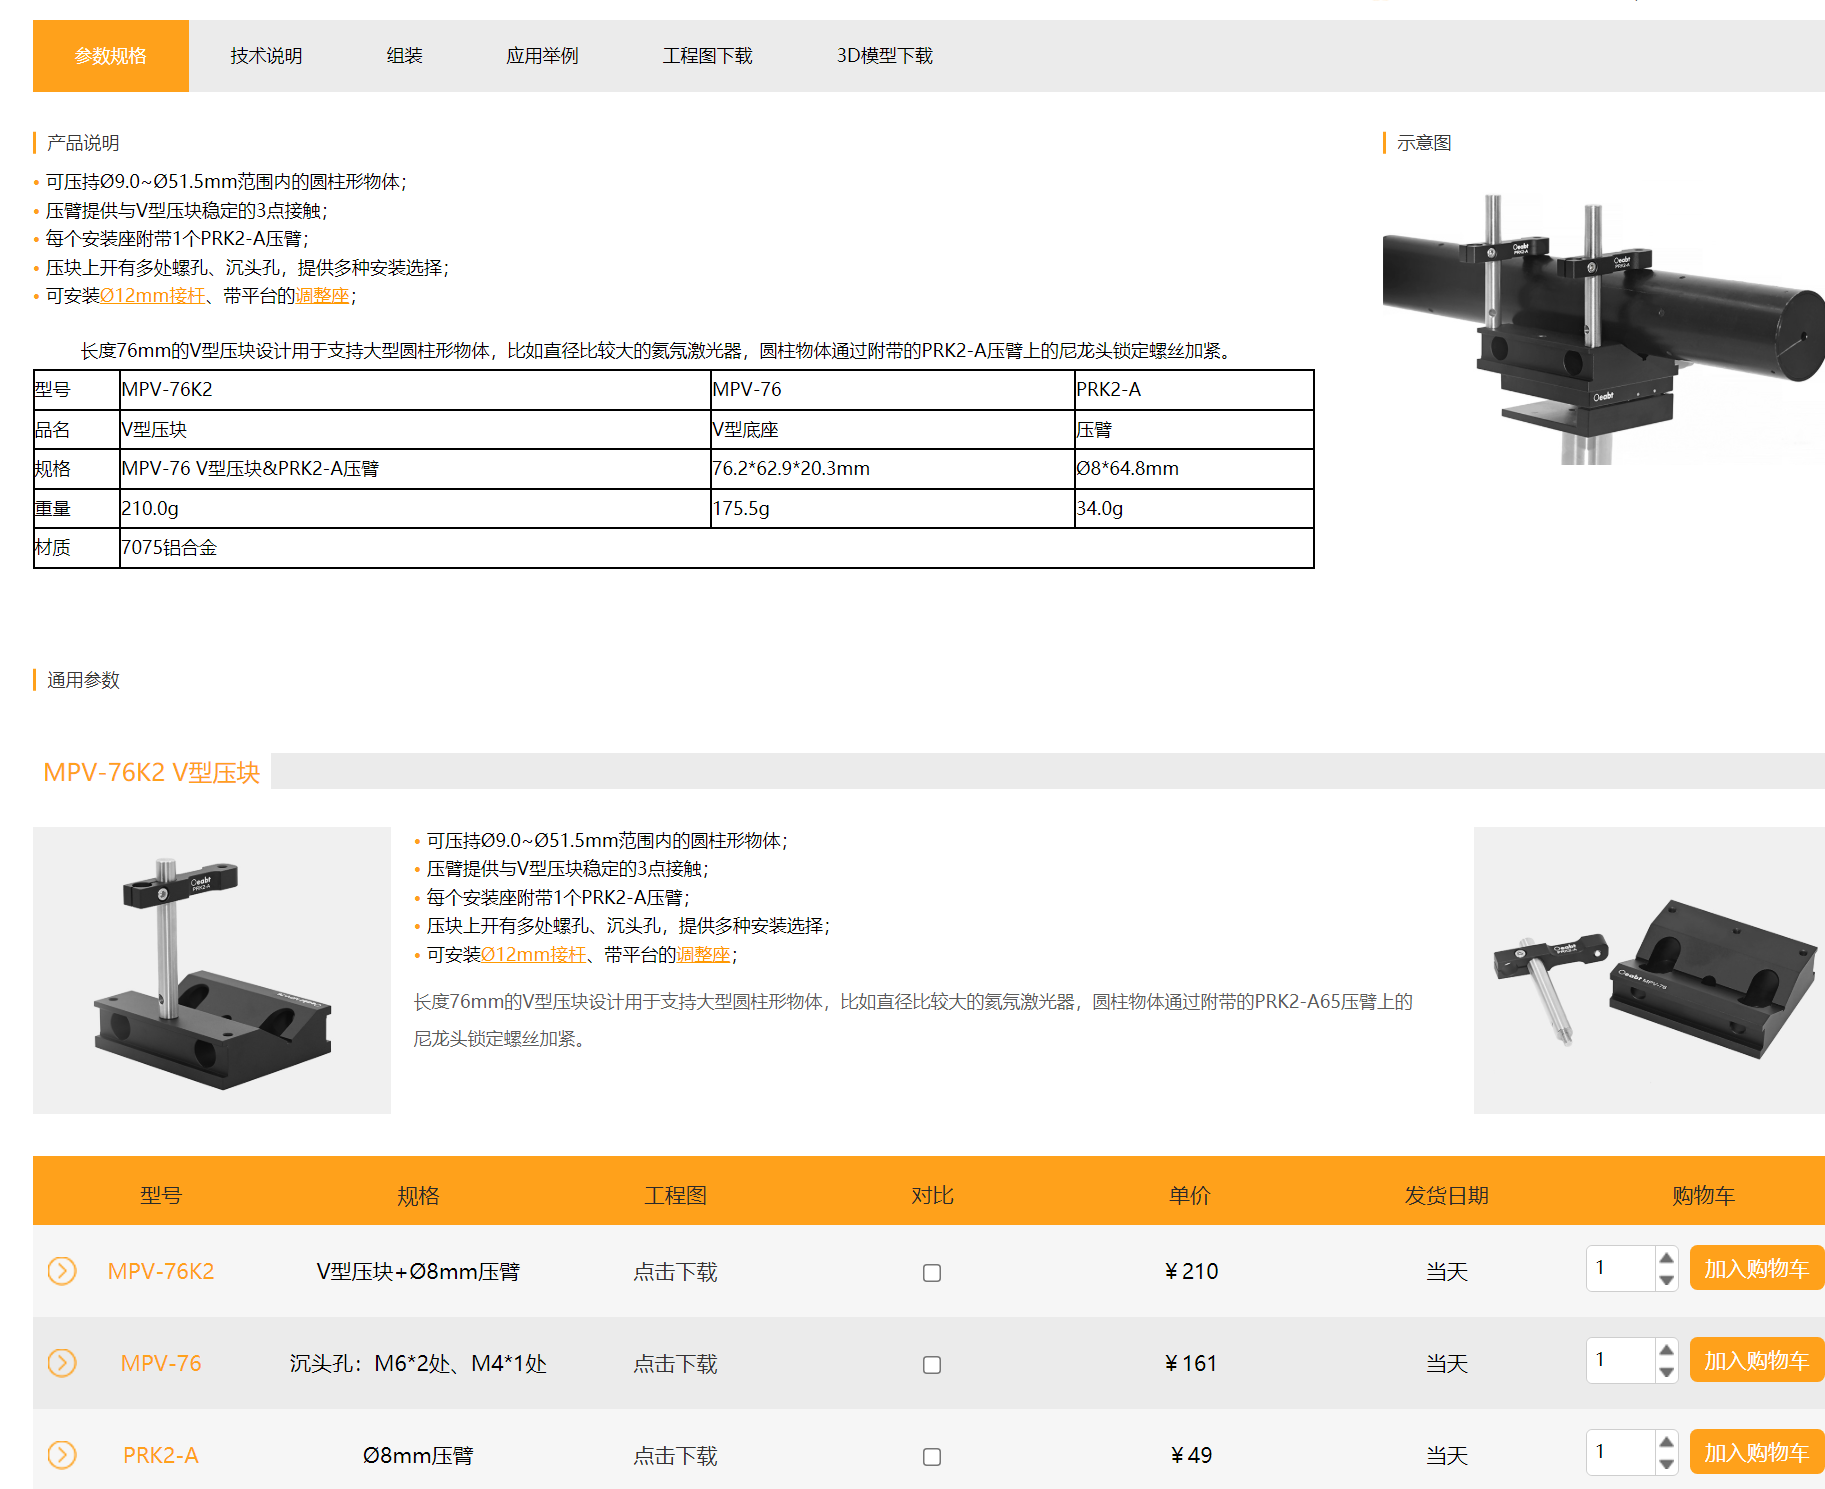 参数规格 技术说明 组装 应用举例 工程图下载 3D模型下载
产品说明
示意图
• 可压持Ø9.0~Ø51.5mm范围内的圆柱形物体；
• 压臂提供与V型压块稳定的3点接触；
• 每个安装座附带1个PRK2-A压臂；
• 压块上开有多处螺孔、沉头孔，提供多种安装选择；
• 可安装Ø12mm接杆、带平台的调整座；
Oeabt
PRK2-A
Oeabt
PRK2-A
Oeabt
长度76mm的V型压块设计用于支持大型圆柱形物体，比如直径比较大的氦氖激光器，圆柱物体通过附带的PRK2-A压臂上的尼龙头锁定螺丝加紧。
型号 MPV-76K2 MPV-76 PRK2-A
品名 V型压块 V型底座 压臂
规格 MPV-76 V型压块&PRK2-A压臂 76.2*62.9*20.3mm Ø8*64.8mm
重量 210.0g 175.5g 34.0g
材质 7075铝合金
通用参数
MPV-76K2 V型压块
Oeabt
PRK2-A
• 可压持Ø9.0~Ø51.5mm范围内的圆柱形物体；
• 压臂提供与V型压块稳定的3点接触；
• 每个安装座附带1个PRK2-A压臂；
• 压块上开有多处螺孔、沉头孔，提供多种安装选择；
• 可安装Ø12mm接杆、带平台的调整座；
长度76mm的V型压块设计用于支持大型圆柱形物体，比如直径比较大的氦氖激光器，圆柱物体通过附带的PRK2-A65压臂上的
尼龙头锁定螺丝加紧。
Oeabt
PRK2-A
Oeabt MPV-76
型号 规格 工程图 对比 单价 发货日期 购物车
MPV-76K2 V型压块+Ø8mm压臂 点击下载 ¥210 当天 1 加入购物车
MPV-76 沉头孔：M6*2处、M4*1处 点击下载 ¥161 当天 1 加入购物车
PRK2-A Ø8mm压臂 点击下载 ¥49 当天 1 加入购物车